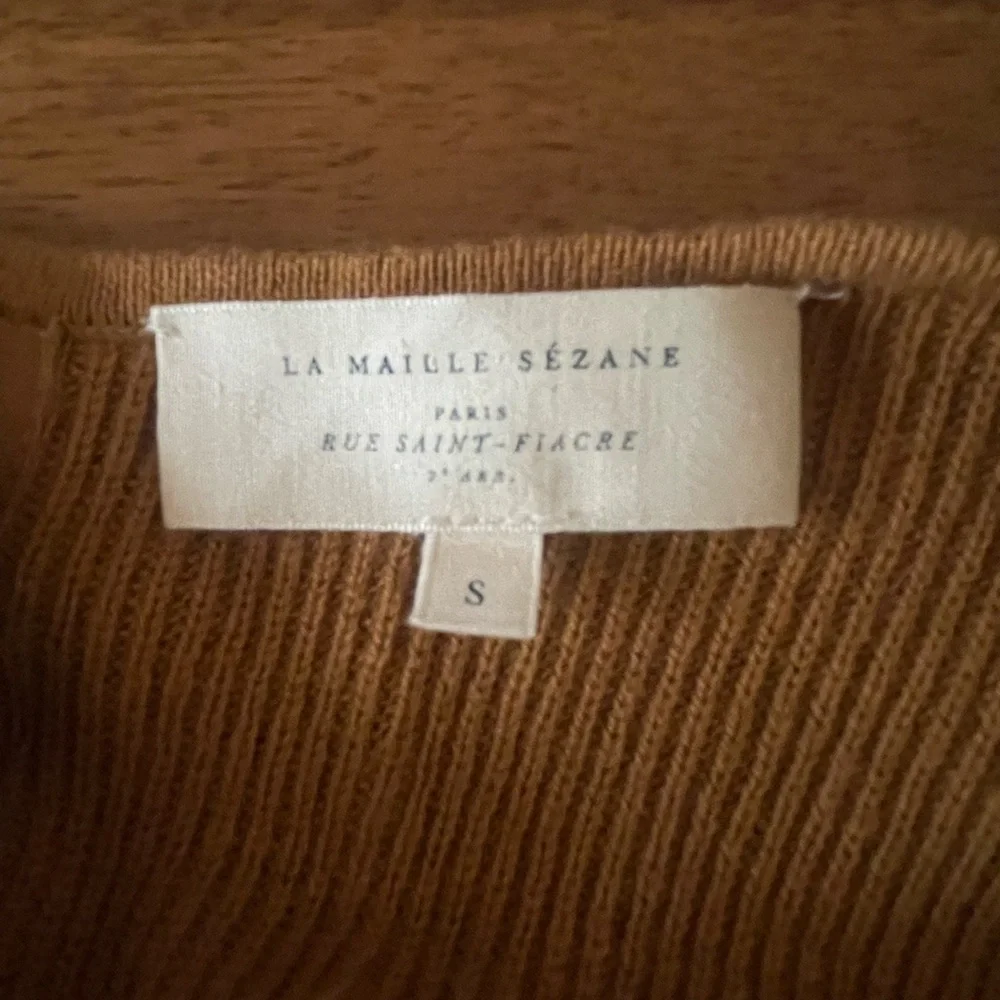 LA MAILLE SÉZANE
PARIS
RUE SAINT-FIACRE
2ᵉ ARR.
S